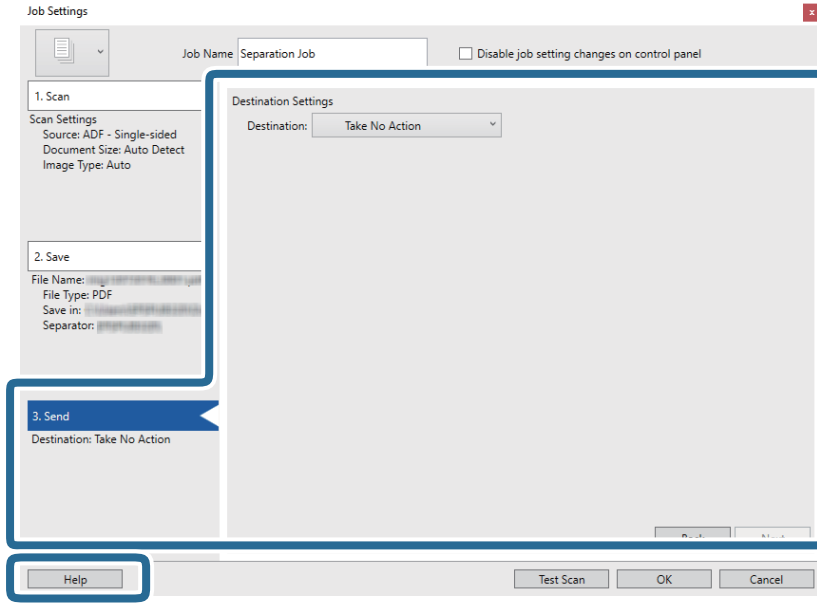 Job Settings
x
Job Name Separation Job Disable job setting changes on control panel
1. Scan
Scan Settings
Source: ADF - Single-sided
Document Size: Auto Detect
Image Type: Auto
2. Save
File Name:
File Type: PDF
Save in:
Separator:
3. Send
Destination: Take No Action
Destination Settings
Destination: Take No Action
Back Next
Help Test Scan OK Cancel